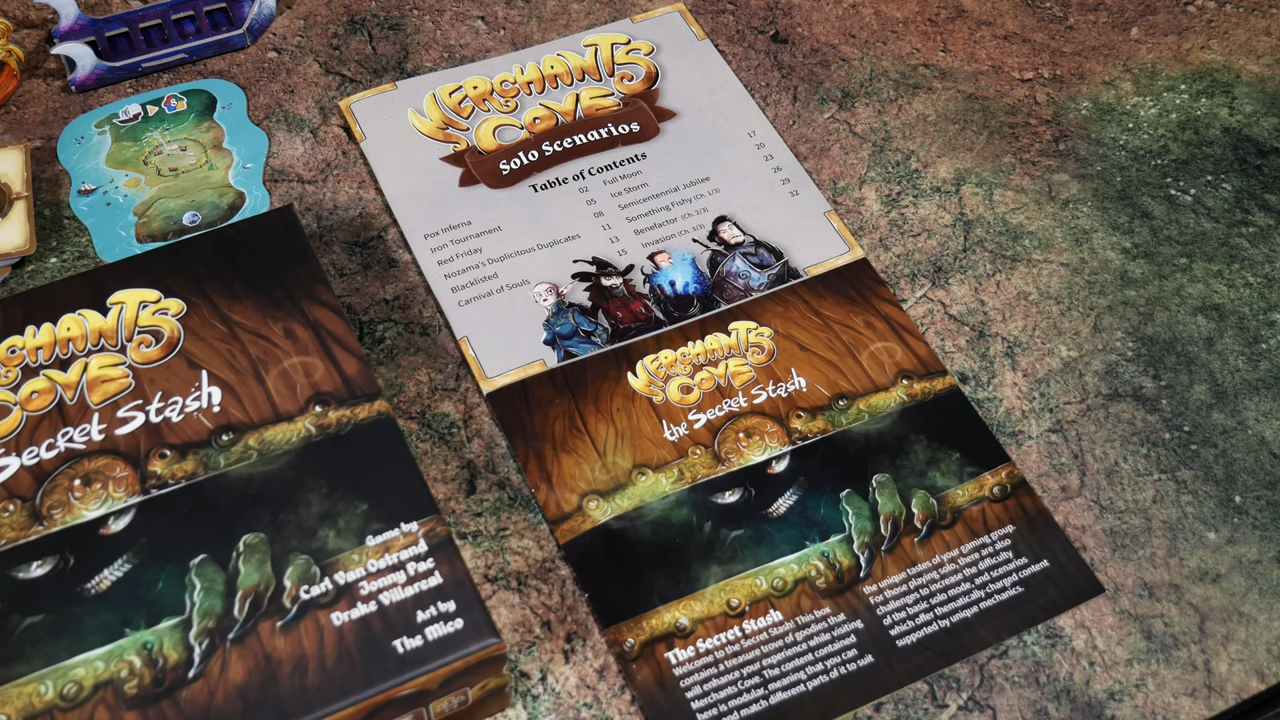 MERCHANTS
COVE
Solo Scenarios
Table of Contents
Pox Inferna 02
Iron Tournament 05
Red Friday 08
Nozama's Duplicitous Duplicates 11
Blacklisted 13
Carnival of Souls 15
Full Moon 17
Ice Storm 20
Semicentennial Jubilee 23
Something Fishy (Ch. 1/3) 26
Benefactor (Ch. 2/3) 29
Invasion (Ch. 3/3) 32
MERCHANTS
COVE
the Secret Stash
The Secret Stash
Welcome to the Secret Stash! This box
contains a treasure trove of goodies that
will enhance your experience while visiting
Merchants Cove. The content contained
here is modular, meaning that you can
and match different parts of it to suit
the unique tastes of your gaming group.
For those playing solo, there are also
challenges to increase the difficulty
of the basic solo mode, and scenarios
which offer thematically-charged content
supported by unique mechanics.
CHANTS
COVE
Secret Stash
Game by
Carl Van Ostrand
Jonny Pac
Drake Villareal
Art by
The Mico